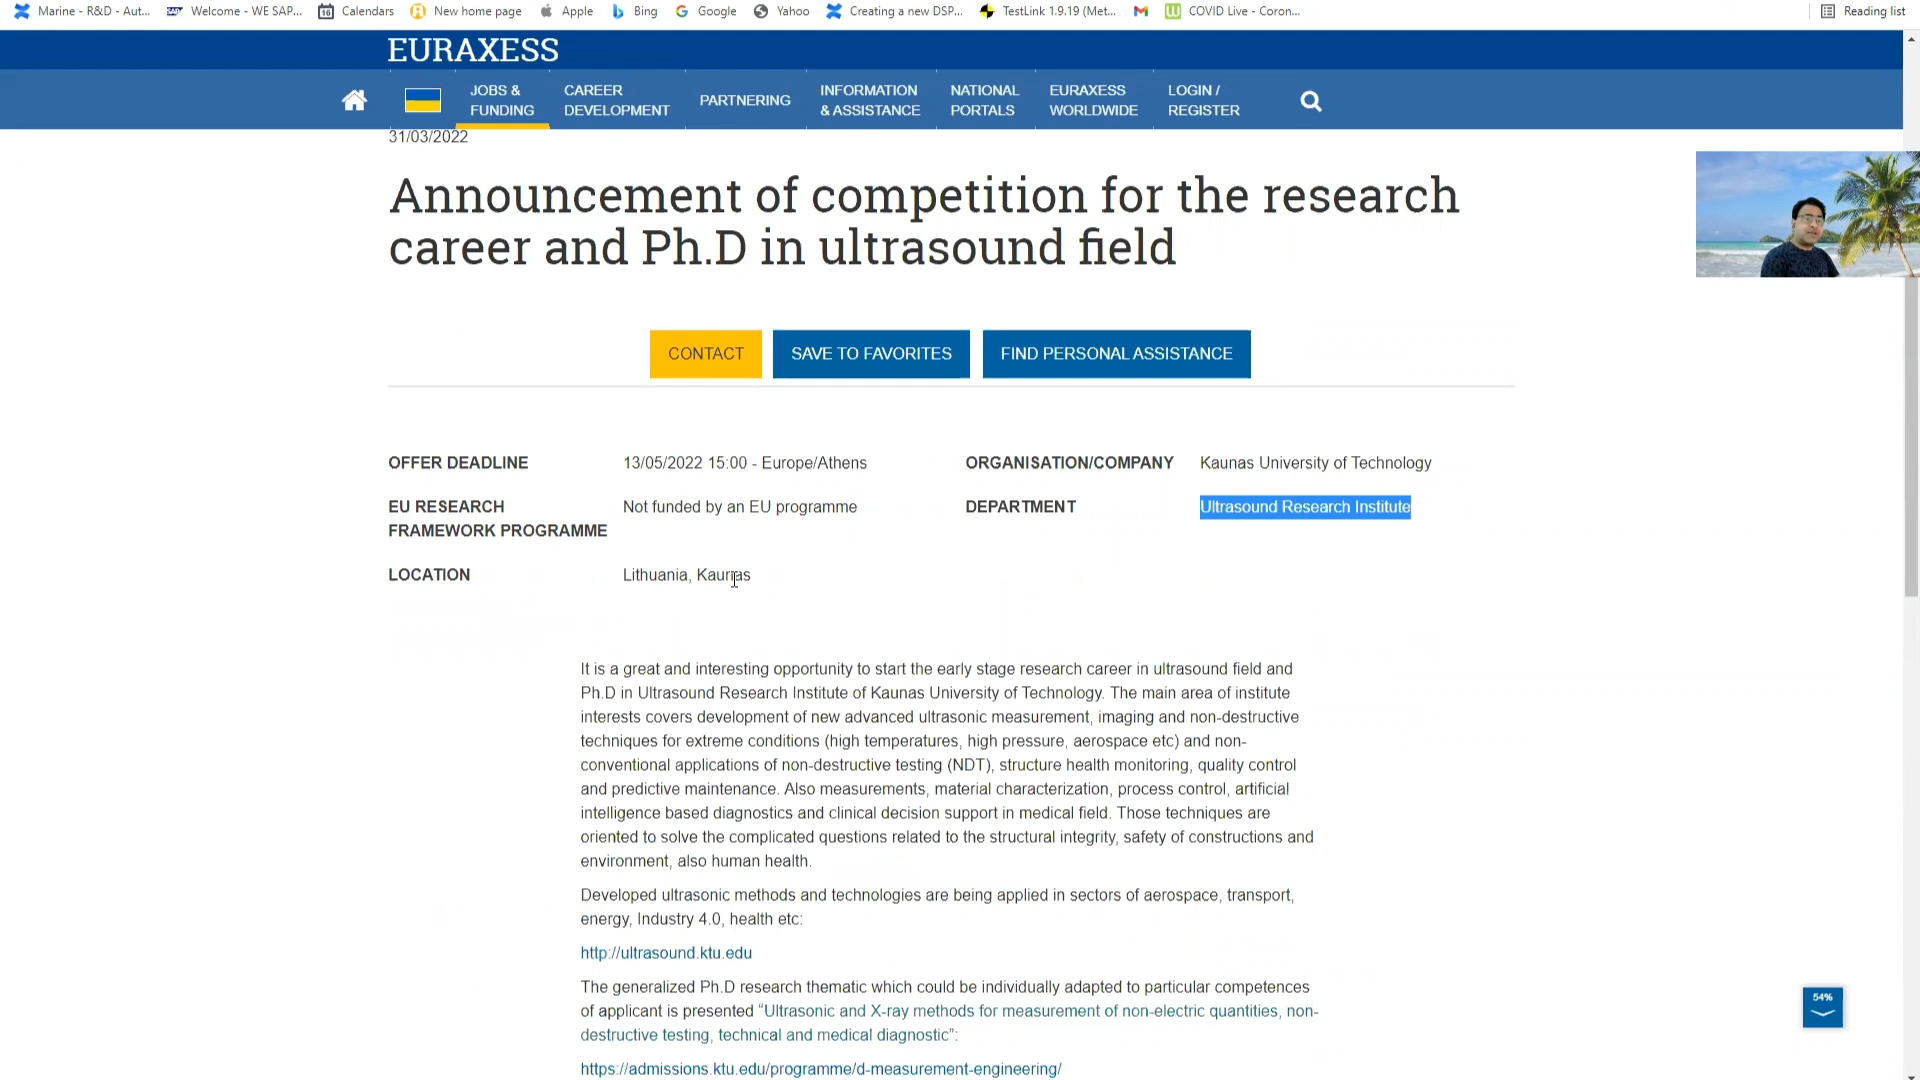 Marine - R&D - Aut... Welcome - WE SAP... Calendars New home page Apple Bing Google Yahoo Creating a new DSP... TestLink 1.9.19 (Met... COVID Live - Coron... Reading list
EURAXESS
JOBS & FUNDING CAREER DEVELOPMENT PARTNERING INFORMATION & ASSISTANCE NATIONAL PORTALS EURAXESS WORLDWIDE LOGIN / REGISTER
31/03/2022
Announcement of competition for the research
career and Ph.D in ultrasound field
CONTACT SAVE TO FAVORITES FIND PERSONAL ASSISTANCE
OFFER DEADLINE 13/05/2022 15:00 - Europe/Athens ORGANISATION/COMPANY Kaunas University of Technology
EU RESEARCH Not funded by an EU programme DEPARTMENT Ultrasound Research Institute
FRAMEWORK PROGRAMME
LOCATION Lithuania, Kaunas
It is a great and interesting opportunity to start the early stage research career in ultrasound field and
Ph.D in Ultrasound Research Institute of Kaunas University of Technology. The main area of institute
interests covers development of new advanced ultrasonic measurement, imaging and non-destructive
techniques for extreme conditions (high temperatures, high pressure, aerospace etc) and non-
conventional applications of non-destructive testing (NDT), structure health monitoring, quality control
and predictive maintenance. Also measurements, material characterization, process control, artificial
intelligence based diagnostics and clinical decision support in medical field. Those techniques are
oriented to solve the complicated questions related to the structural integrity, safety of constructions and
environment, also human health.
Developed ultrasonic methods and technologies are being applied in sectors of aerospace, transport,
energy, Industry 4.0, health etc:
http://ultrasound.ktu.edu
The generalized Ph.D research thematic which could be individually adapted to particular competences
of applicant is presented “Ultrasonic and X-ray methods for measurement of non-electric quantities, non-
destructive testing, technical and medical diagnostic”:
https://admissions.ktu.edu/programme/d-measurement-engineering/
54%